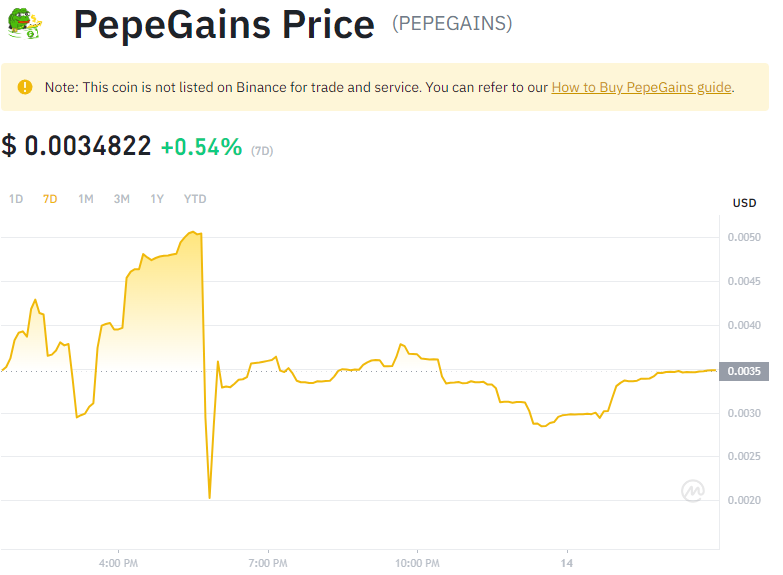 PepeGains Price (PEPEGAINS)
Note: This coin is not listed on Binance for trade and service. You can refer to our How to Buy PepeGains guide.
$ 0.0034822 +0.54% (7D)
1D 7D 1M 3M 1Y YTD
USD
0.0050
0.0045
0.0040
0.0035
0.0030
0.0025
0.0020
4:00 PM 7:00 PM 10:00 PM 14